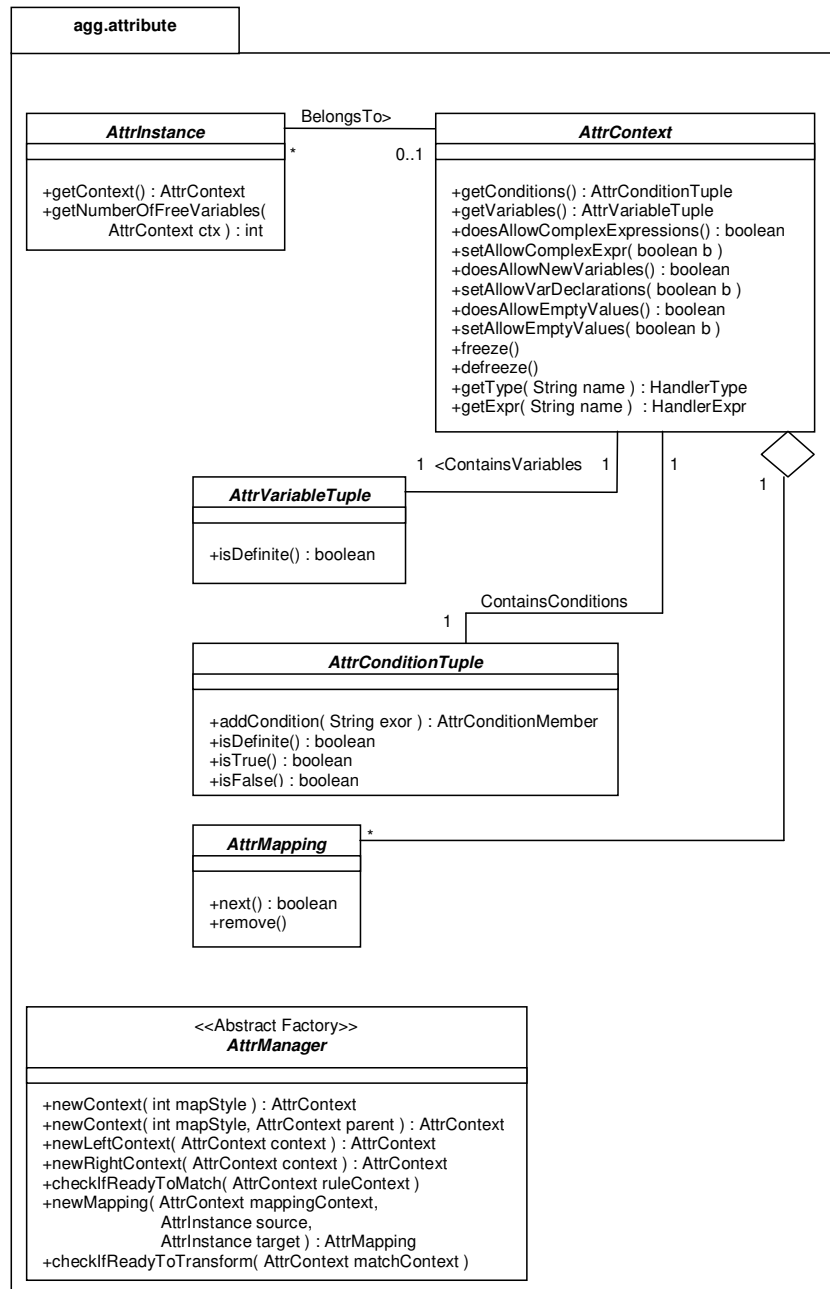 agg.attribute
BelongsTo>
AttrInstance
*
0..1
+getContext() : AttrContext
+getNumberOfFreeVariables(
AttrContext ctx ) : int
AttrContext
+getConditions() : AttrConditionTuple
+getVariables() : AttrVariableTuple
+doesAllowComplexExpressions() : boolean
+setAllowComplexExpr( boolean b )
+doesAllowNewVariables() : boolean
+setAllowVarDeclarations( boolean b )
+doesAllowEmptyValues() : boolean
+setAllowEmptyValues( boolean b )
+freeze()
+defreeze()
+getType( String name ) : HandlerType
+getExpr( String name )  : HandlerExpr
1 <ContainsVariables 1
1
1
AttrVariableTuple
+isDefinite() : boolean
ContainsConditions
1
AttrConditionTuple
+addCondition( String exor ) : AttrConditionMember
+isDefinite() : boolean
+isTrue() : boolean
+isFalse() : boolean
AttrMapping
*
+next() : boolean
+remove()
<<Abstract Factory>>
AttrManager
+newContext( int mapStyle ) : AttrContext
+newContext( int mapStyle, AttrContext parent ) : AttrContext
+newLeftContext( AttrContext context ) : AttrContext
+newRightContext( AttrContext context ) : AttrContext
+checkIfReadyToMatch( AttrContext ruleContext )
+newMapping( AttrContext mappingContext,
AttrInstance source,
AttrInstance target ) : AttrMapping
+checkIfReadyToTransform( AttrContext matchContext )